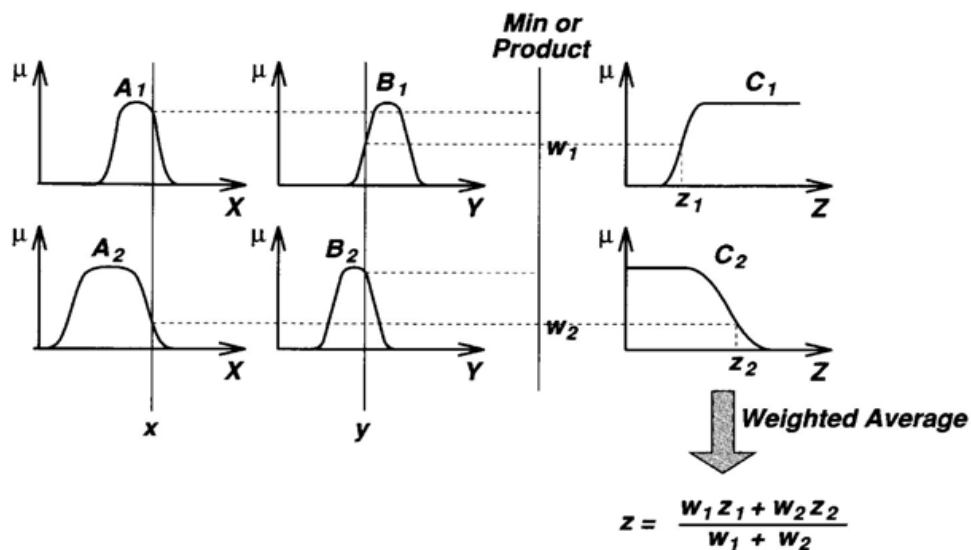 Min or
Product
μ A₁ μ B₁ μ C₁
w₁
X Y z₁ Z
μ A₂ μ B₂ μ C₂
w₂
X Y z₂ Z
x y
Weighted Average
z = (w₁ z₁ + w₂ z₂) / (w₁ + w₂)